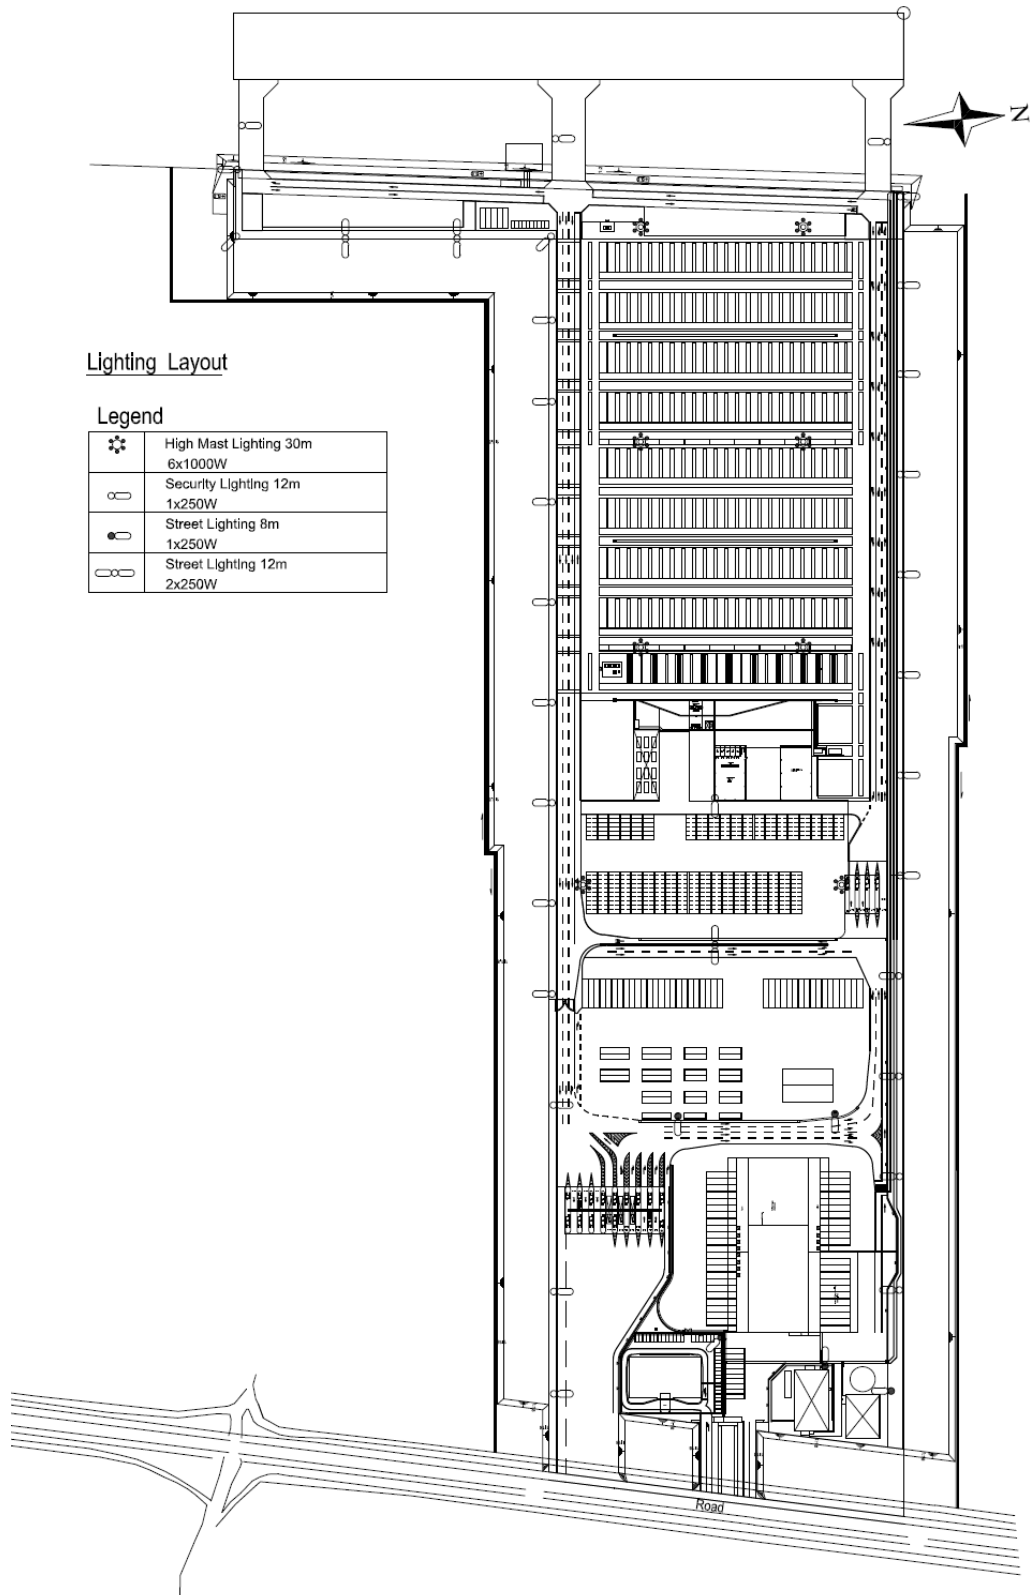 N
Lighting Layout
Legend
High Mast Lighting 30m
6x1000W
Security Lighting 12m
1x250W
Street Lighting 8m
1x250W
Street Lighting 12m
2x250W
Road